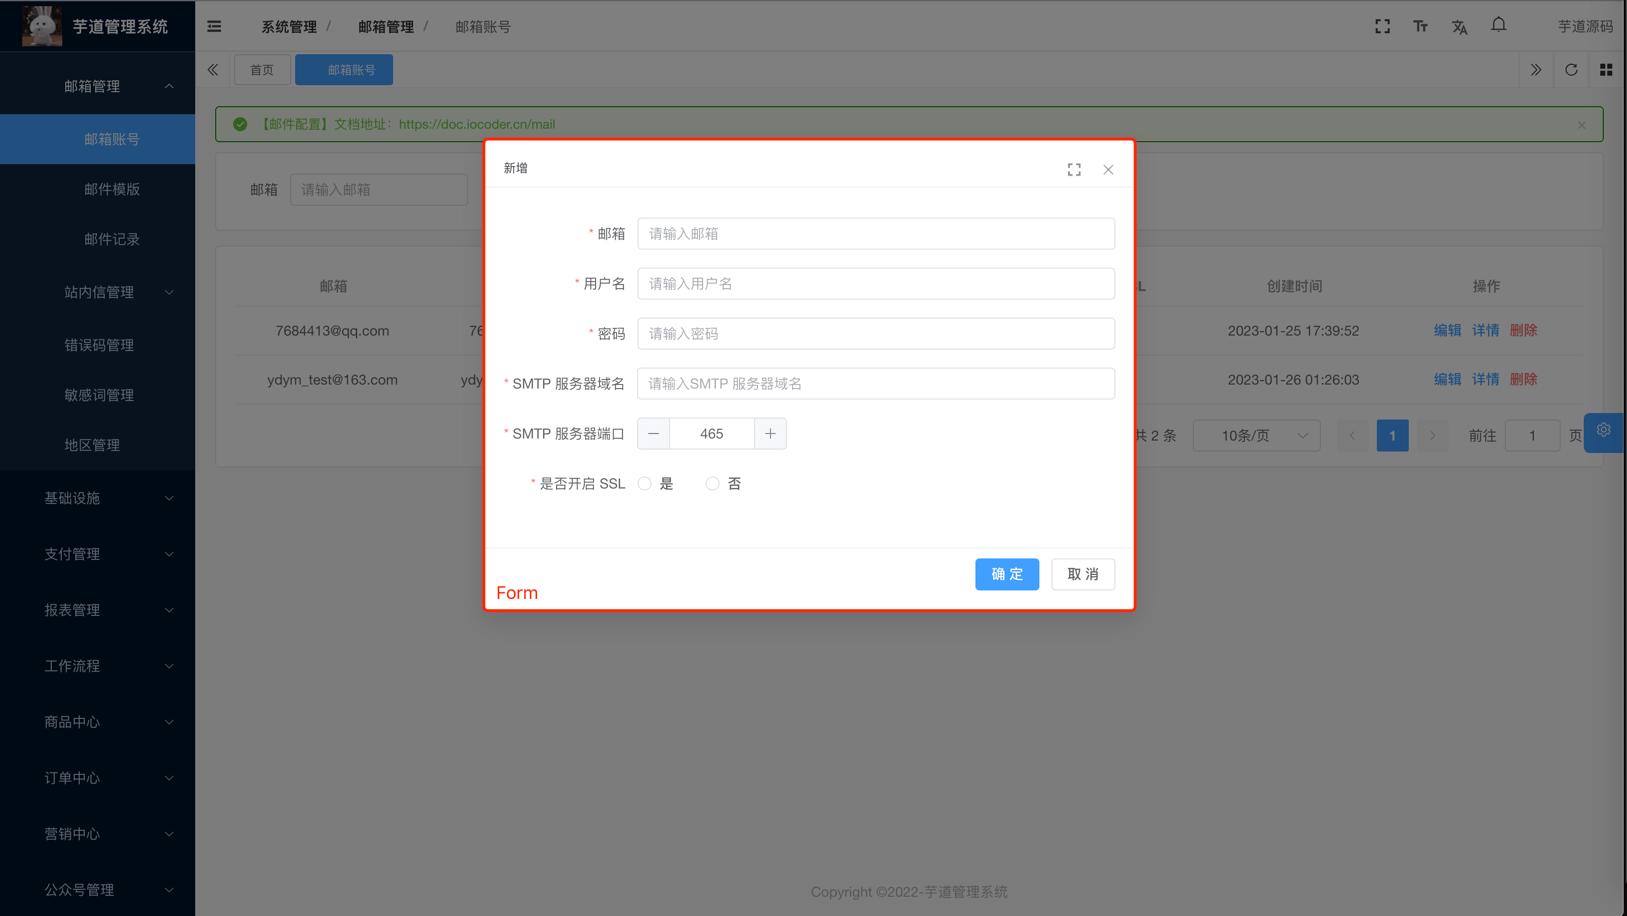 芋道管理系统
系统管理 / 邮箱管理 / 邮箱账号
芋道源码
首页
邮箱账号
邮箱管理
邮箱账号
邮件模版
邮件记录
站内信管理
错误码管理
敏感词管理
地区管理
基础设施
支付管理
报表管理
工作流程
商品中心
订单中心
营销中心
公众号管理
【邮件配置】文档地址：https://doc.iocoder.cn/mail
邮箱 请输入邮箱
邮箱 创建时间 操作
7684413@qq.com 76 2023-01-25 17:39:52 编辑 详情 删除
ydym_test@163.com ydy 2023-01-26 01:26:03 编辑 详情 删除
共 2 条 10条/页 1 前往 1 页
新增
* 邮箱 请输入邮箱
* 用户名 请输入用户名
* 密码 请输入密码
* SMTP 服务器域名 请输入SMTP 服务器域名
* SMTP 服务器端口 465
* 是否开启 SSL 是 否
确定 取消
Form
Copyright ©2022-芋道管理系统